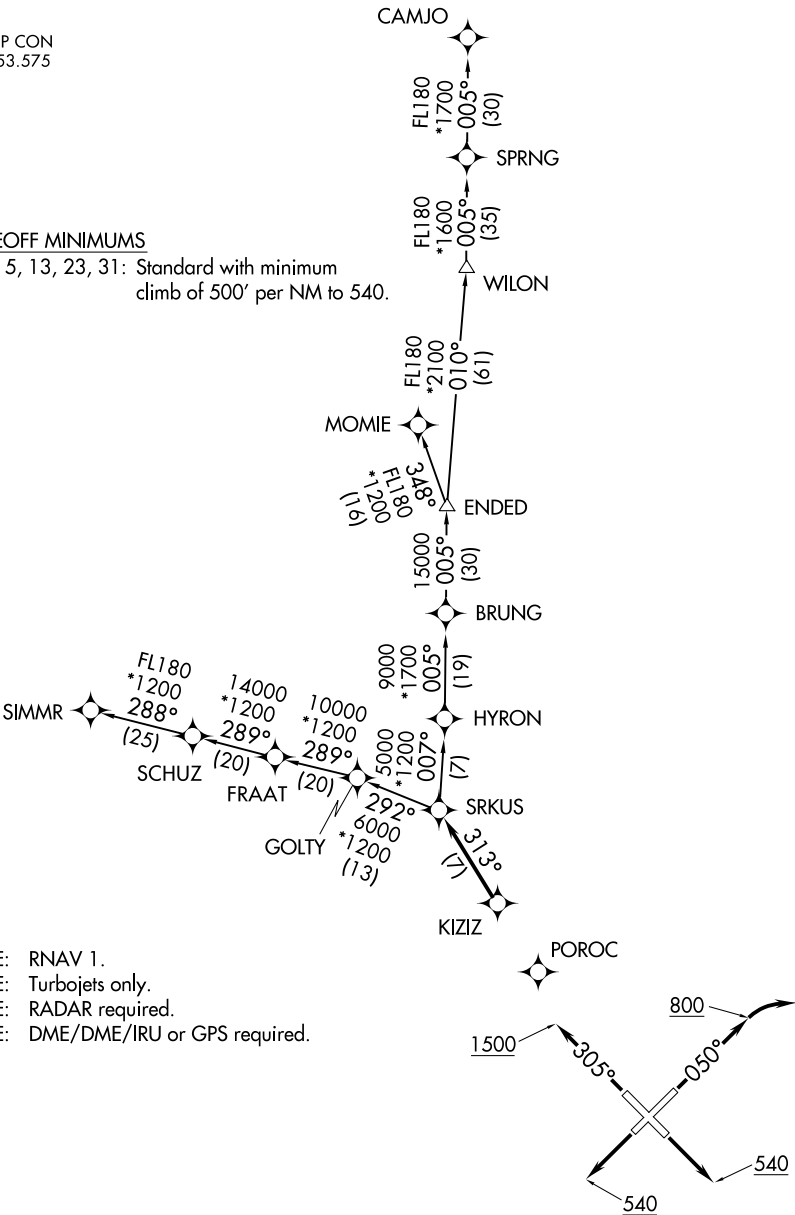 CAMJO
P CON
53.575
FL180
*1700
005°
(30)
SPRNG
FL180
*1600
005°
(35)
EOFF MINIMUMS
5, 13, 23, 31: Standard with minimum
climb of 500' per NM to 540.
WILON
FL180
*2100
010°
(61)
MOMIE
348°
FL180
*1200
(16)
ENDED
15000
005°
(30)
BRUNG
9000
*1700
005°
(19)
HYRON
5000
*1200
007°
(7)
SIMMR
FL180
*1200
288°
(25)
SCHUZ
14000
*1200
289°
(20)
FRAAT
10000
*1200
289°
(20)
GOLTY
292°
6000
*1200
(13)
SRKUS
313°
(7)
KIZIZ
POROC
E: RNAV 1.
E: Turbojets only.
E: RADAR required.
E: DME/DME/IRU or GPS required.
800
1500
305°
050°
540
540